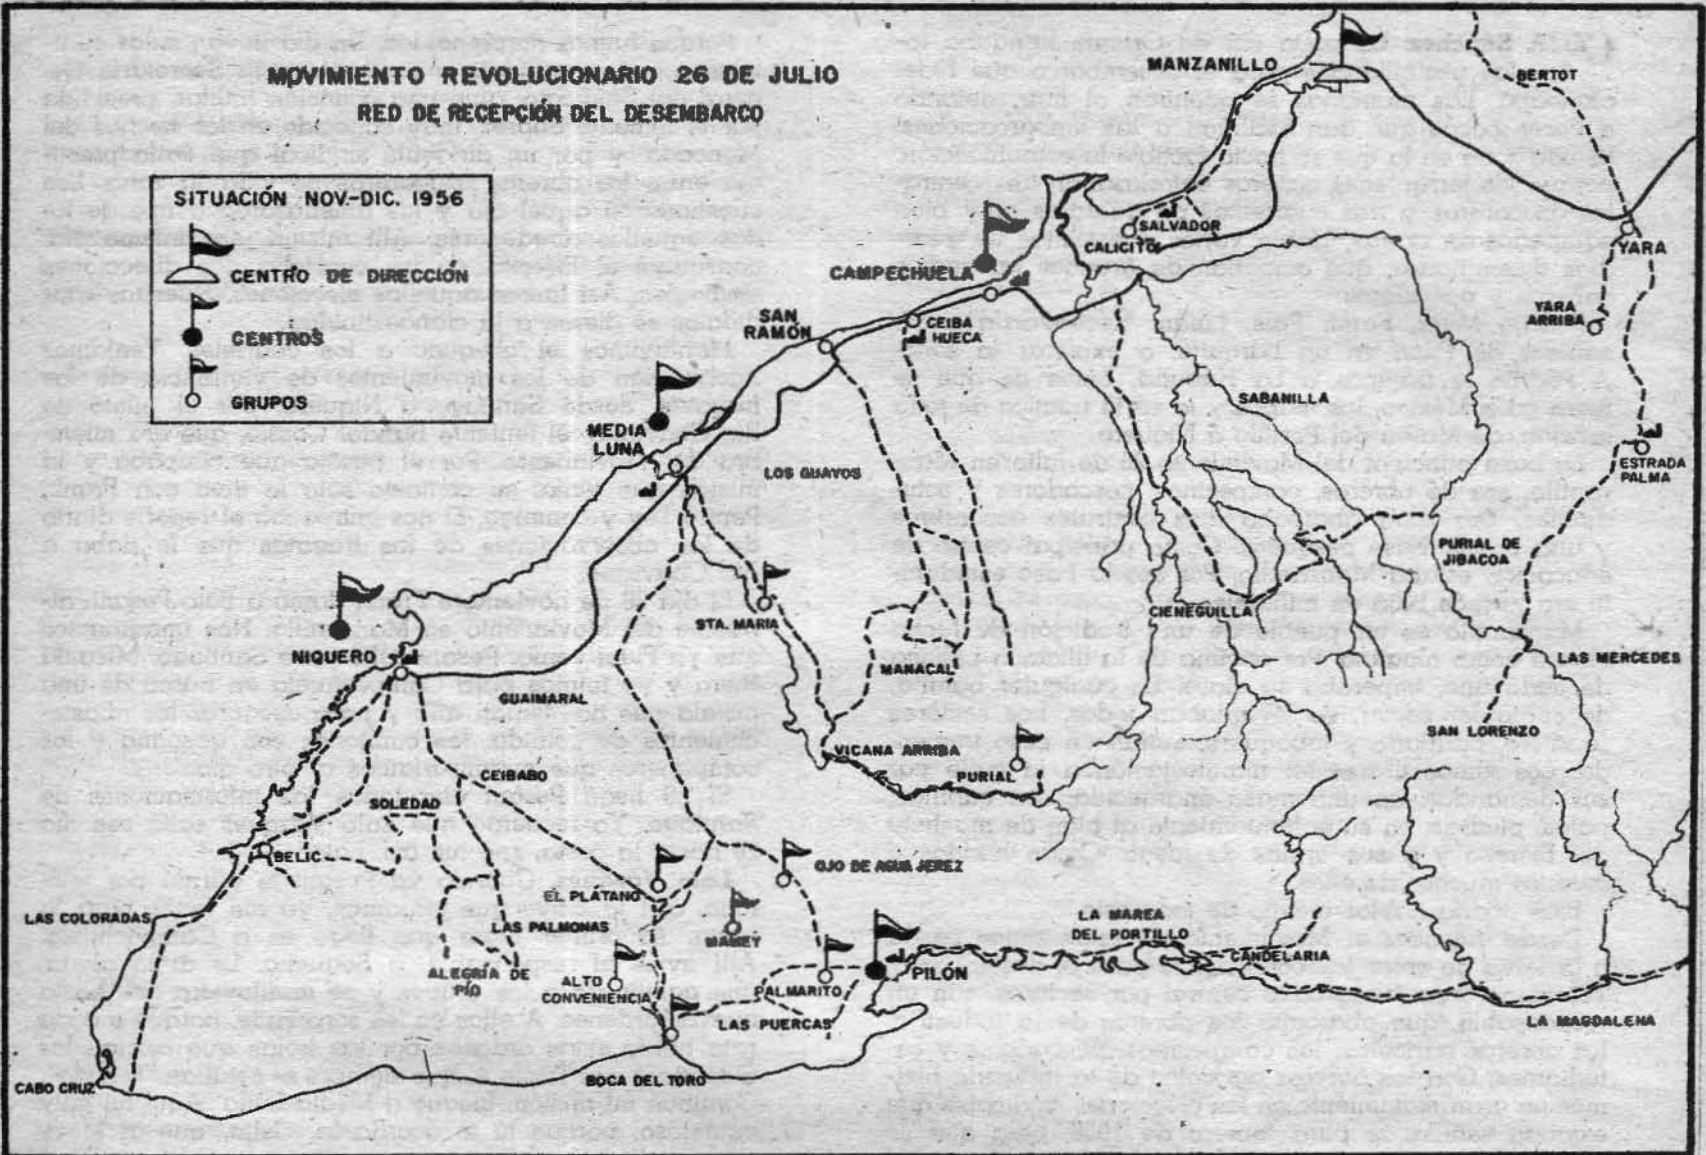 MOVIMIENTO REVOLUCIONARIO 26 DE JULIO
RED DE RECEPCIÓN DEL DESEMBARCO
SITUACIÓN NOV.-DIC. 1956
CENTRO DE DIRECCIÓN
CENTROS
GRUPOS
MANZANILLO
BERTOT
SALVADOR
CALICITO
YARA
CAMPECHUELA
YARA
ARRIBA
SAN
RAMÓN
CEIBA
HUECA
SABANILLA
MEDIA
LUNA
LOS GUAYOS
ESTRADA
PALMA
PURIAL DE
JIBACOA
CIENEGUILLA
STA. MARIA
NIQUERO
MANACAL
LAS MERCEDES
GUAIMARAL
SAN LORENZO
VICANA ARRIBA
PURIAL
CEIBABO
SOLEDAD
BELIC
OJO DE AGUA JEREZ
EL PLÁTANO
LAS COLORADAS
LAS PALMONAS
MAMEY
LA MAREA
DEL PORTILLO
CANDELARIA
ALEGRÍA DE
PÍO
ALTO
CONVENIENCIA
PALMARITO
PILÓN
LAS PUERCAS
LA MAGDALENA
CABO CRUZ
BOCA DEL TORO